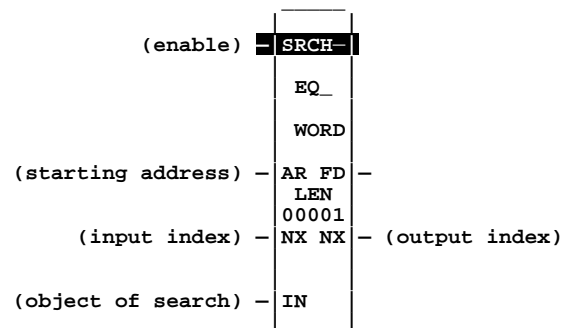 (enable) SRCH
EQ_
WORD
(starting address) AR FD
LEN
00001
(input index) NX NX (output index)
(object of search) IN